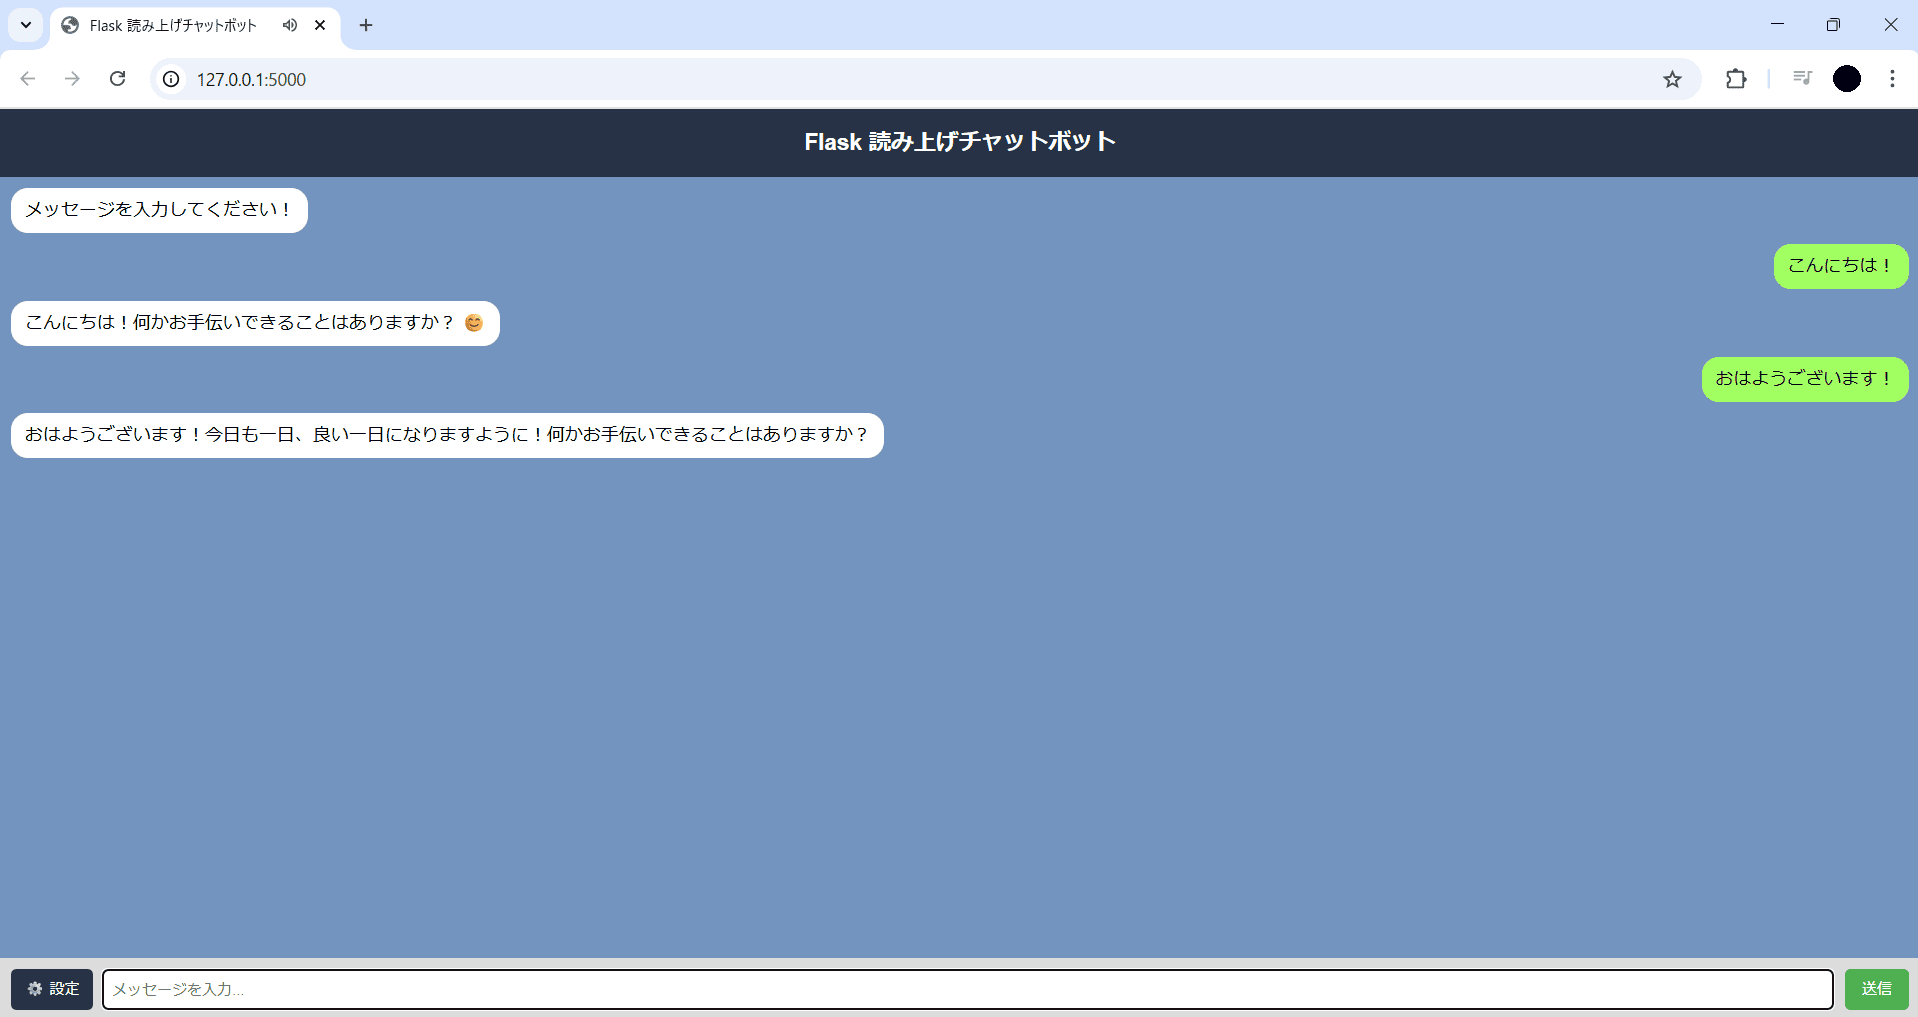 Flask 読み上げチャットボット
127.0.0.1:5000
Flask 読み上げチャットボット
メッセージを入力してください！
こんにちは！
こんにちは！何かお手伝いできることはありますか？ 😊
おはようございます！
おはようございます！今日も一日、良い一日になりますように！何かお手伝いできることはありますか？
設定
メッセージを入力...
送信